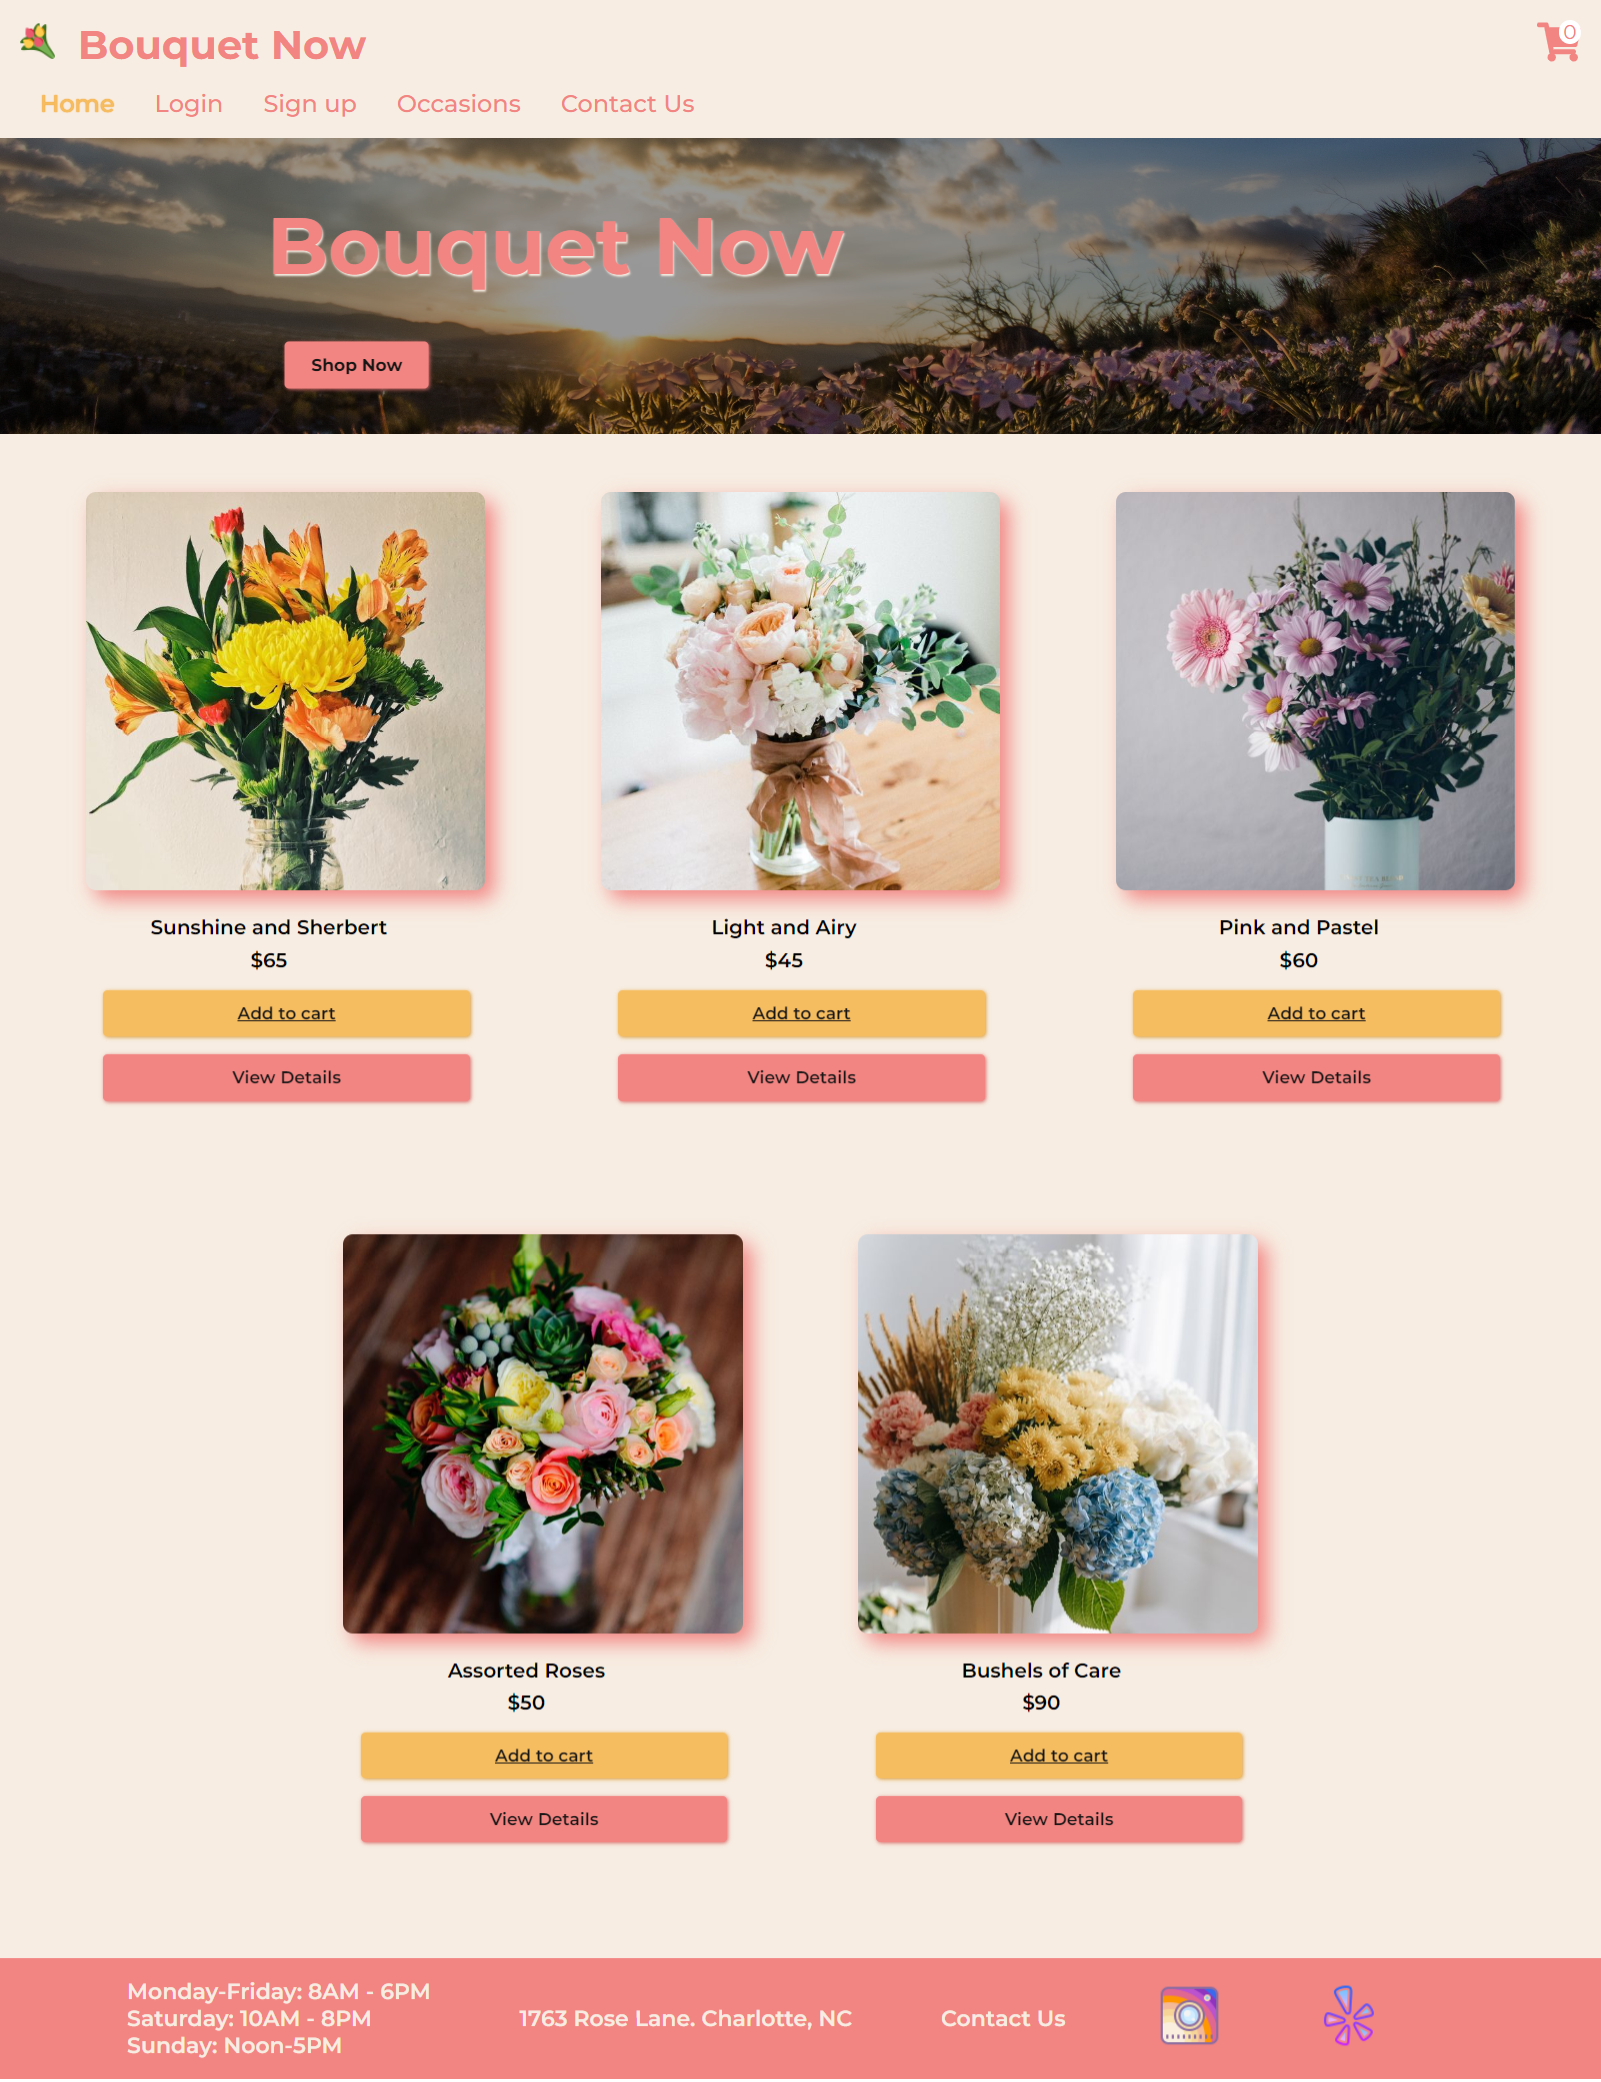 Bouquet Now
0
Home Login Sign up Occasions Contact Us
Bouquet Now
Shop Now
Sunshine and Sherbert
$65
Add to cart
View Details
Light and Airy
$45
Add to cart
View Details
Pink and Pastel
$60
Add to cart
View Details
Assorted Roses
$50
Add to cart
View Details
Bushels of Care
$90
Add to cart
View Details
Monday-Friday: 8AM - 6PM
Saturday: 10AM - 8PM
Sunday: Noon-5PM
1763 Rose Lane. Charlotte, NC
Contact Us